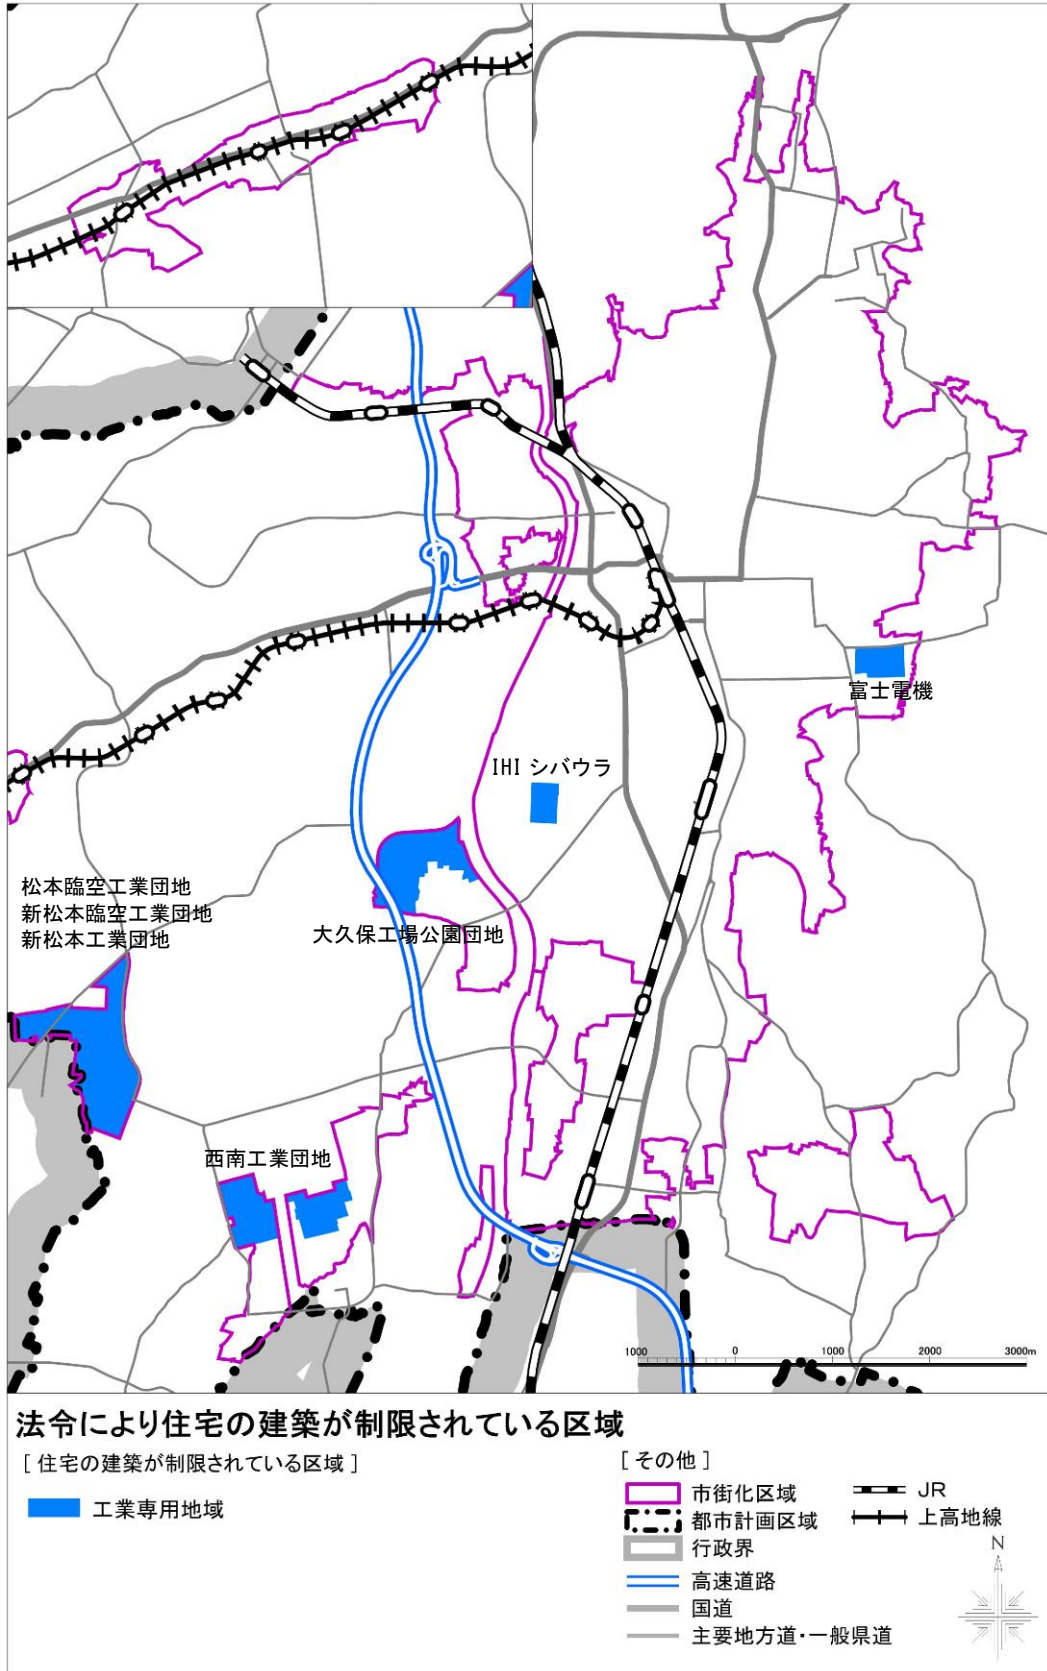 富士電機
IHI シバウラ
松本臨空工業団地
新松本臨空工業団地
新松本工業団地
大久保工場公園団地
西南工業団地
1000 0 1000 2000 3000m
法令により住宅の建築が制限されている区域
[ 住宅の建築が制限されている区域 ]
工業専用地域
[ その他 ]
市街化区域
都市計画区域
行政界
高速道路
国道
主要地方道・一般県道
JR
上高地線
N